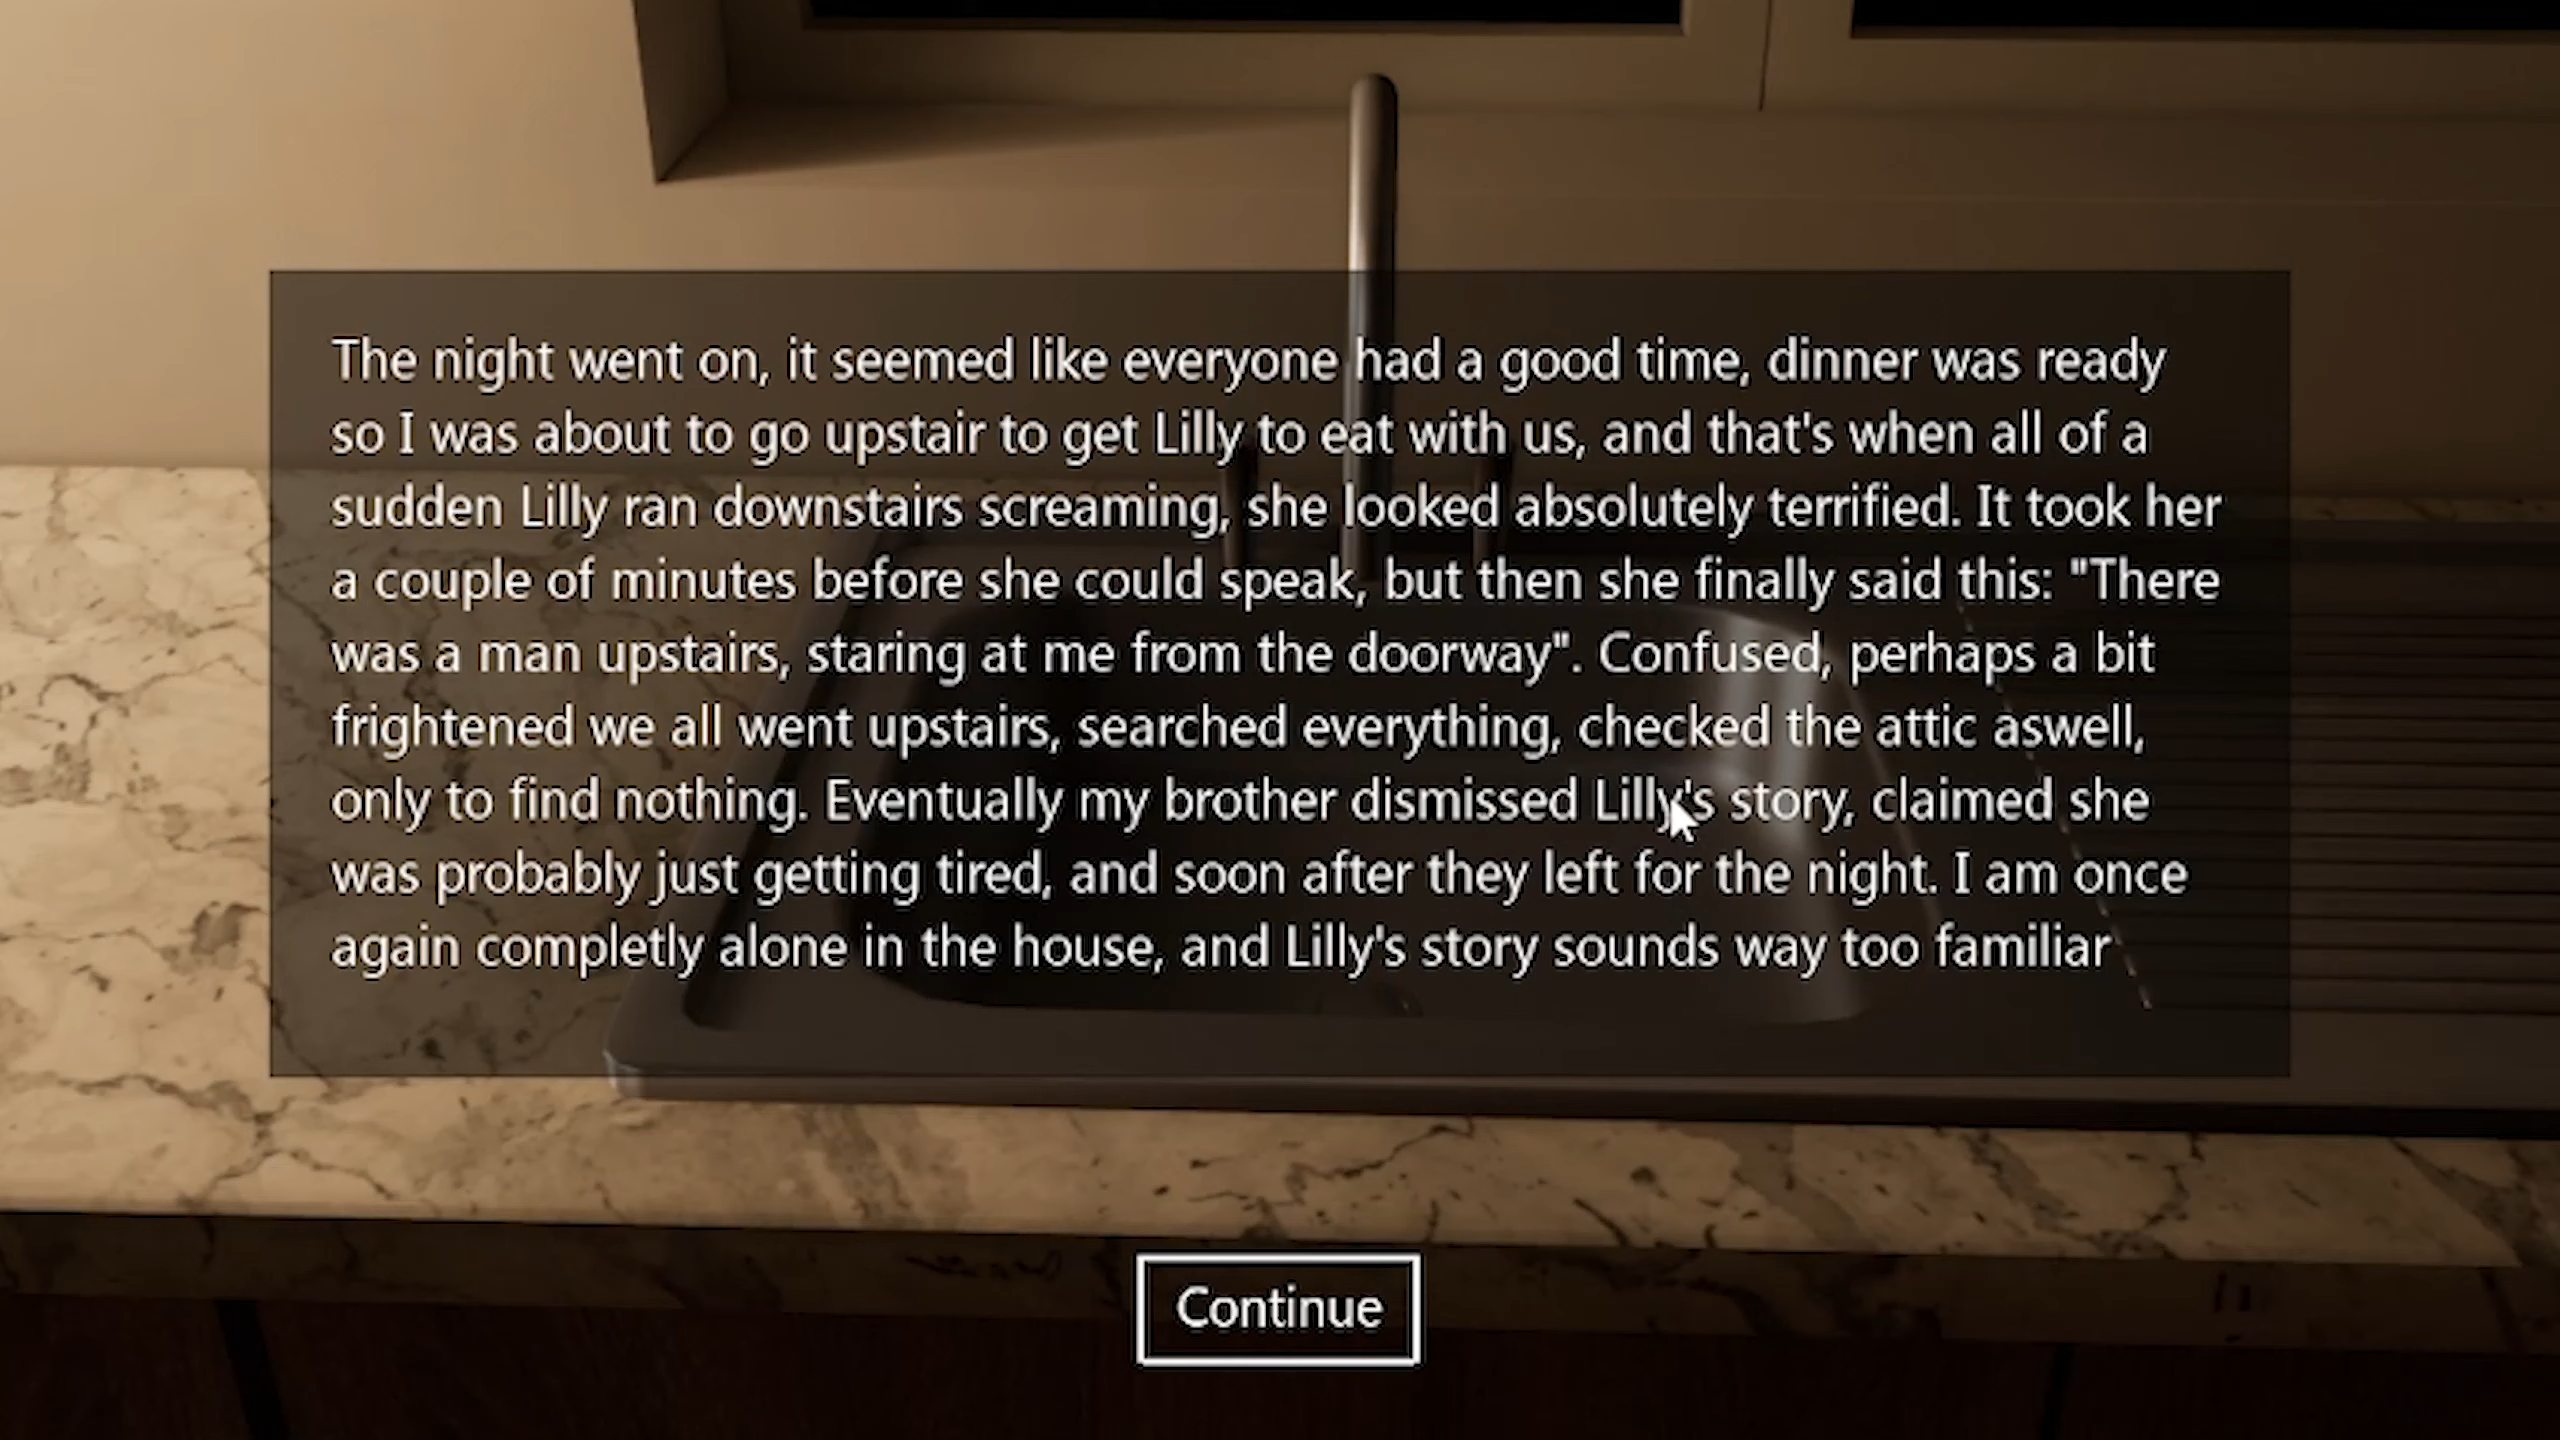 The night went on, it seemed like everyone had a good time, dinner was ready
so I was about to go upstair to get Lilly to eat with us, and that's when all of a
sudden Lilly ran downstairs screaming, she looked absolutely terrified. It took her
a couple of minutes before she could speak, but then she finally said this: "There
was a man upstairs, staring at me from the doorway". Confused, perhaps a bit
frightened we all went upstairs, searched everything, checked the attic aswell,
only to find nothing. Eventually my brother dismissed Lilly's story, claimed she
was probably just getting tired, and soon after they left for the night. I am once
again completly alone in the house, and Lilly's story sounds way too familiar
Continue